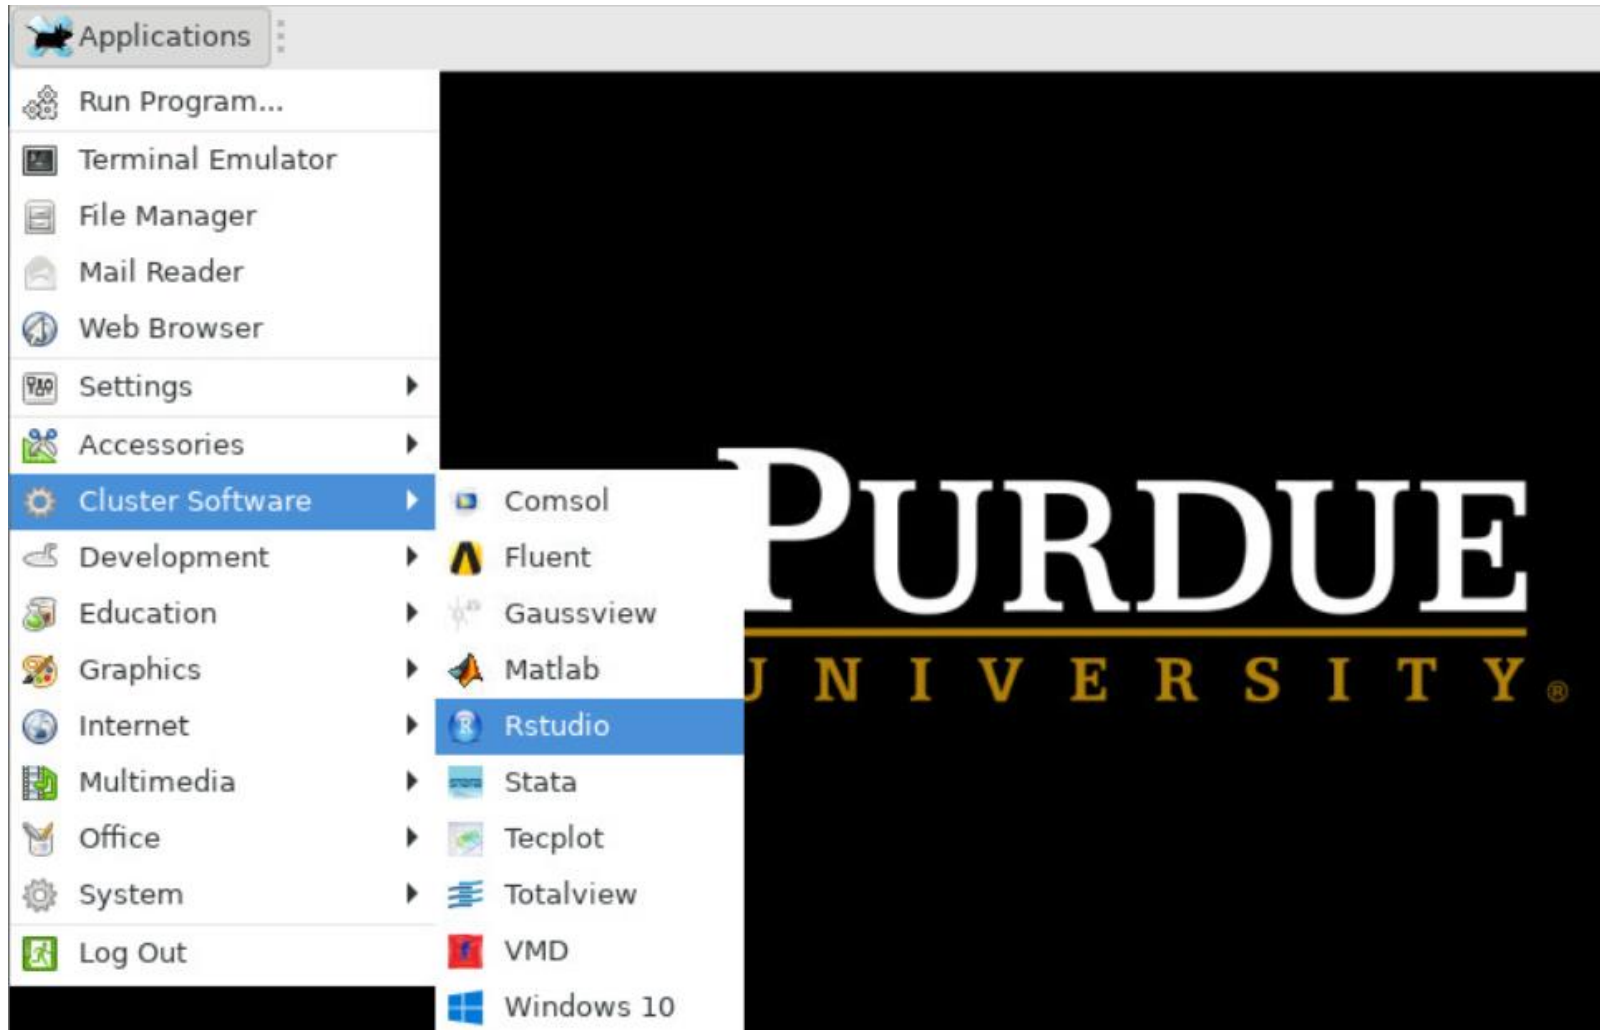 Applications
Run Program...
Terminal Emulator
File Manager
Mail Reader
Web Browser
Settings
Accessories
Cluster Software
Development
Education
Graphics
Internet
Multimedia
Office
System
Log Out
Comsol
Fluent
Gaussview
Matlab
Rstudio
Stata
Tecplot
Totalview
VMD
Windows 10
PURDUE
UNIVERSITY®